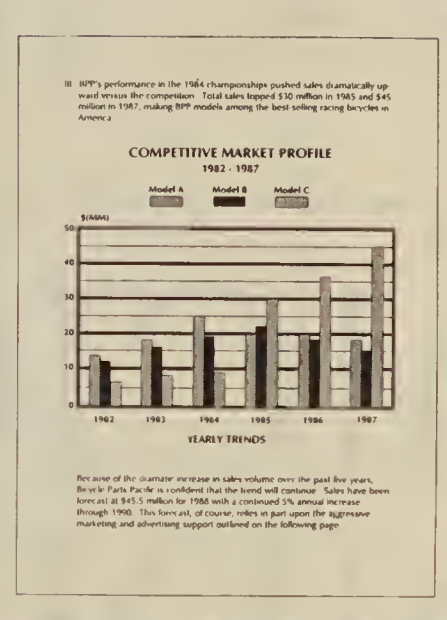 III BPP's performance in the 1984 championships pushed sales dramatically up-
ward versus the competition Total sales topped $30 million in 1985 and $45
million in 1987, making BPP models among the best-selling racing bicycles in
America
COMPETITIVE MARKET PROFILE
1982 - 1987
Model A Model B Model C
$(MM)
50
40
30
20
10
0
1982 1983 1984 1985 1986 1987
YEARLY TRENDS
Because of the dramatic increase in sales volume over the past five years,
Bicycle Parts Pacific is confident that the trend will continue Sales have been
forecast at $45.5 million for 1988 with a continued 5% annual increase
through 1990. This forecast, of course, relies in part upon the aggressive
marketing and advertising support outlined on the following page